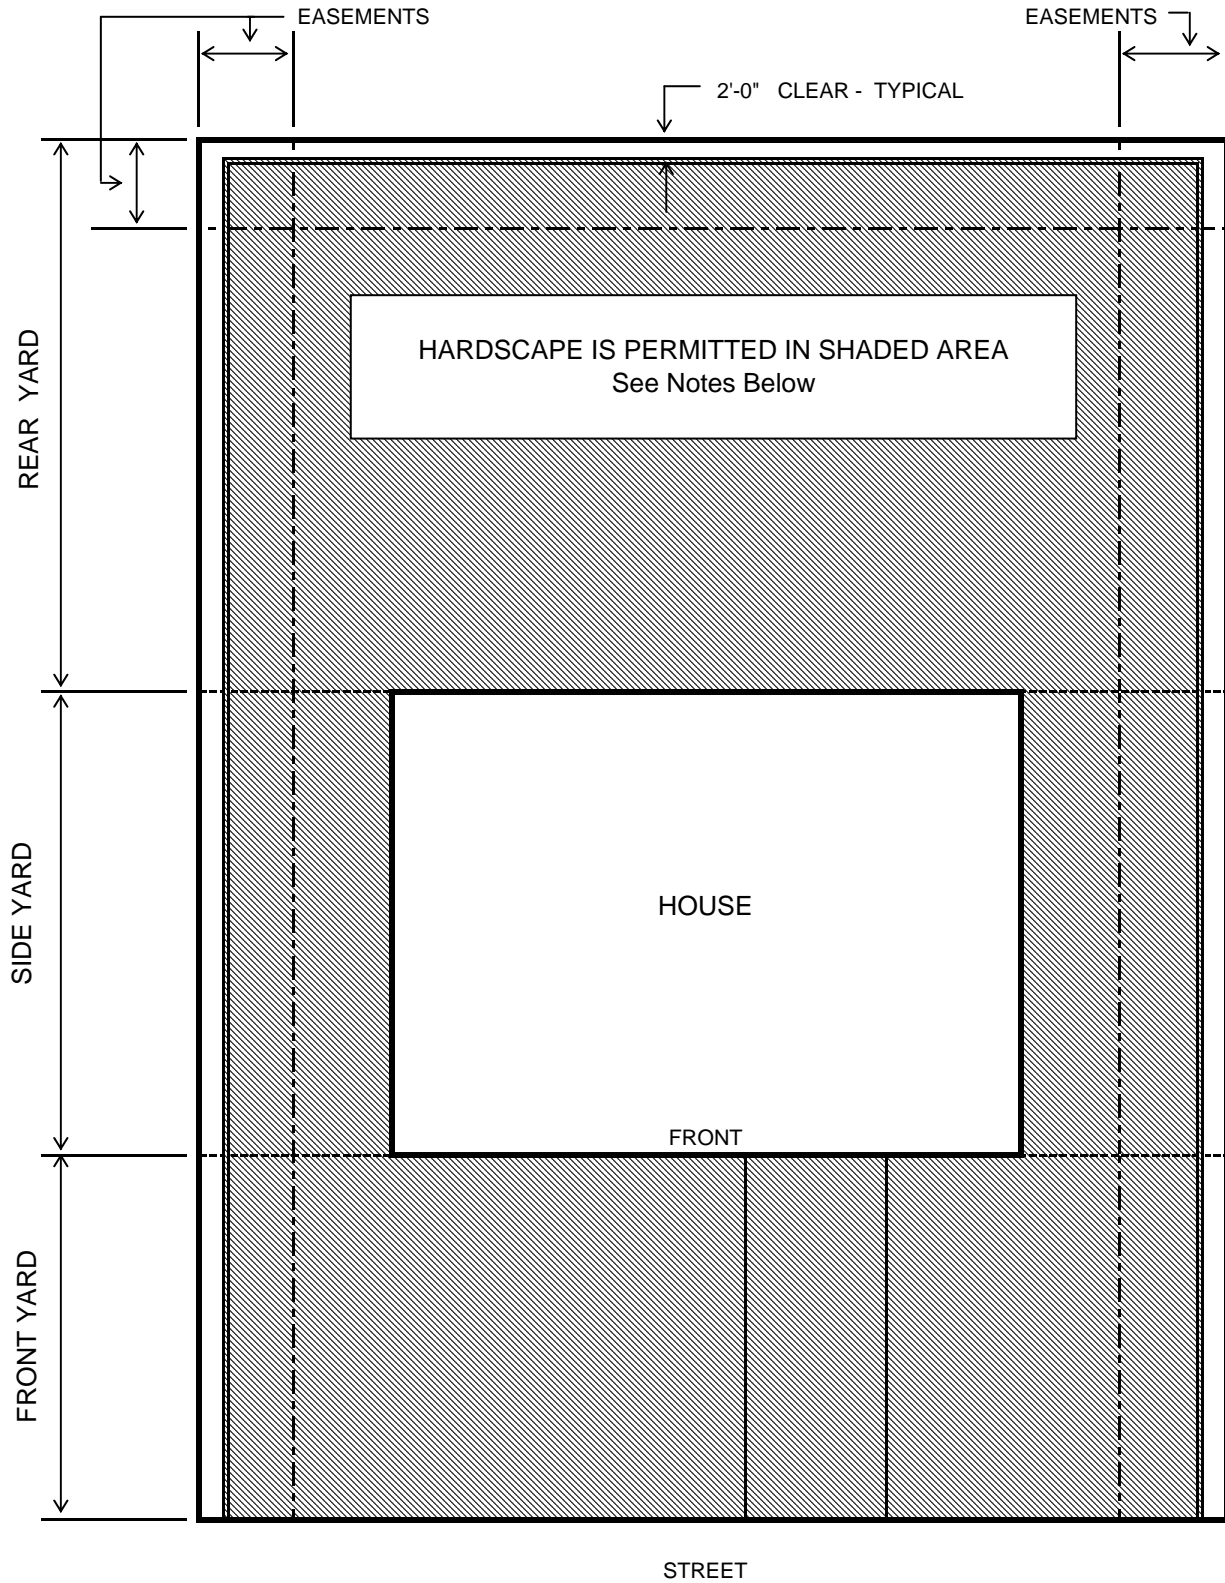 EASEMENTS
EASEMENTS
2'-0" CLEAR - TYPICAL
REAR YARD
HARDSCAPE IS PERMITTED IN SHADED AREA
See Notes Below
SIDE YARD
HOUSE
FRONT
FRONT YARD
STREET